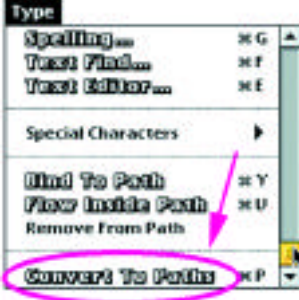 Type
Spelling... ⌘G
Text Find... ⌘F
Text Editor... ⌘E
Special Characters ▶
Bind To Path ⌘Y
Flow Inside Path ⌘U
Remove From Path
Convert To Paths ⌘P